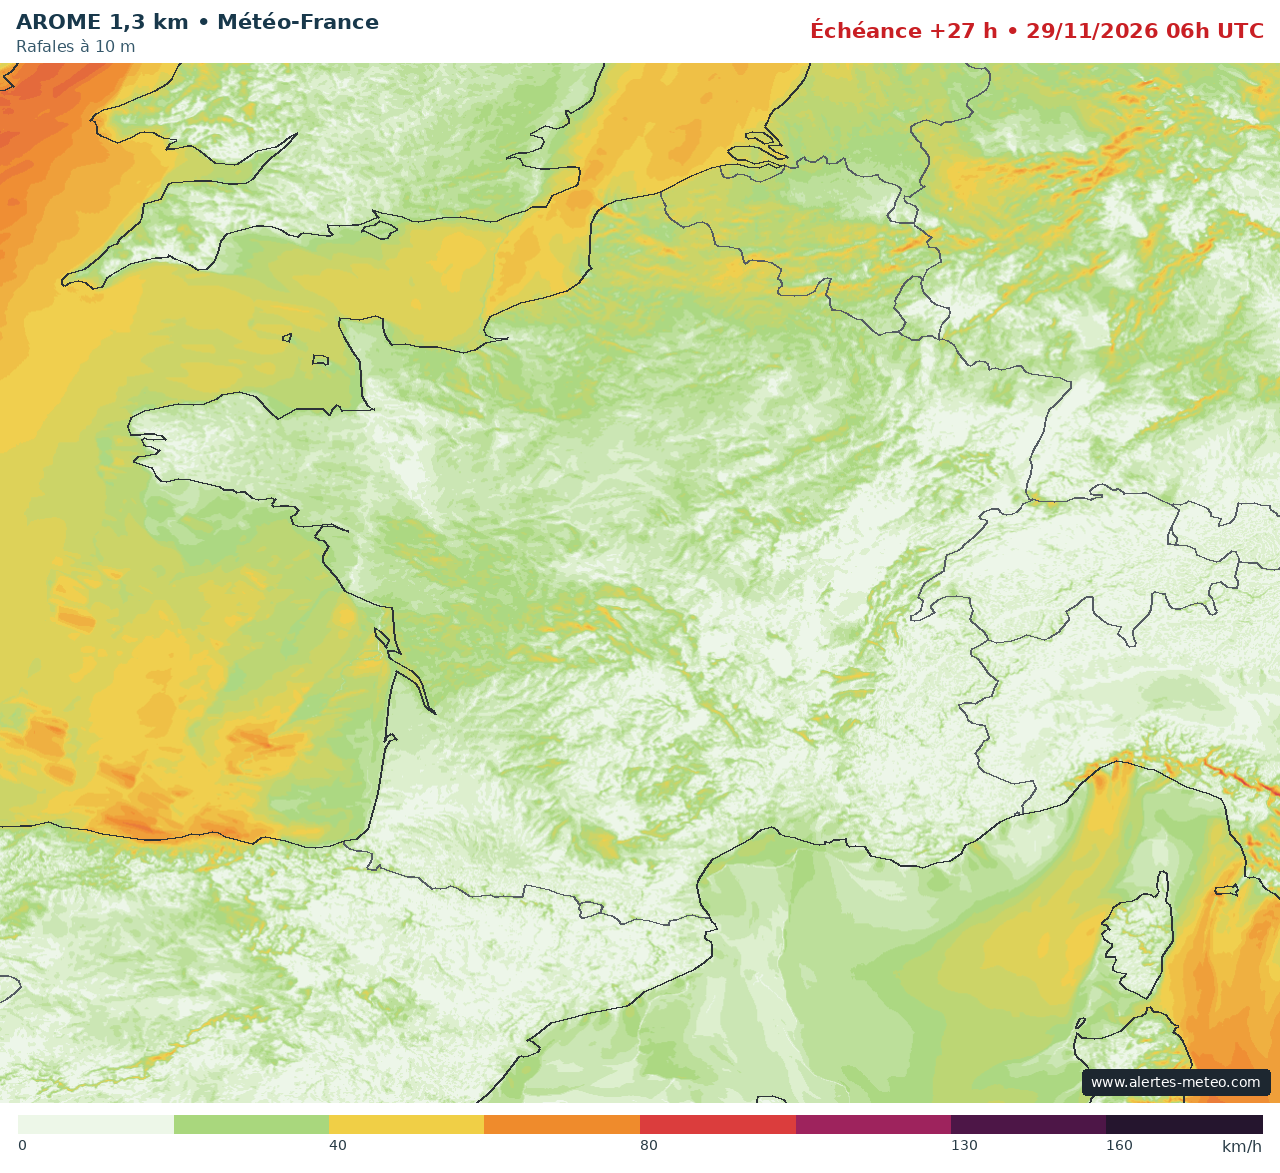 AROME 1,3 km • Météo-France
Rafales à 10 m
Échéance +27 h • 29/11/2026 06h UTC
www.alertes-meteo.com
0 40 80 130 160 km/h